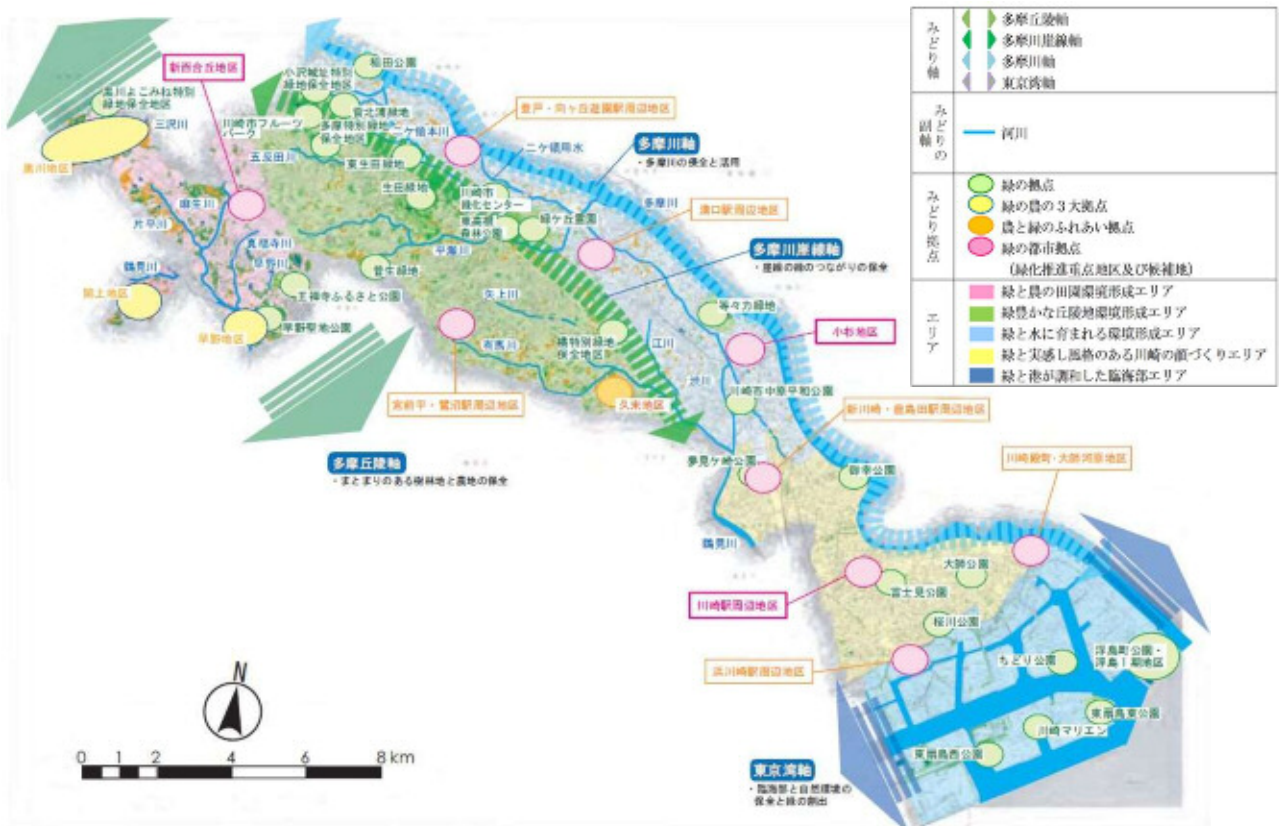 みどり軸
多摩丘陵軸
多摩川崖線軸
多摩川軸
東京湾軸
みどりの副軸
河川
みどり拠点
緑の拠点
緑の農の3大拠点
農と緑のふれあい拠点
緑の都市拠点
(緑化推進重点地区及び候補地)
エリア
緑と農の田園環境形成エリア
緑豊かな丘陵地環境形成エリア
緑と水に育まれる環境形成エリア
緑と実感し風格のある川崎の顔づくりエリア
緑と港が調和した臨海部エリア
新百合丘地区
黒川よこみね特別
緑地保全地区
三沢川
黒川地区
小沢城址特別
緑地保全地区
稲田公園
菅北浦緑地
川崎市フルーツ
パーク
多摩特別緑地
保全地区
二ケ領本川
登戸・向ヶ丘遊園駅周辺地区
二ケ領用水
多摩川軸
・多摩川の保全と活用
五反田川
東生田緑地
生田緑地
川崎市
緑化センター
東高根
森林公園
緑ケ丘霊園
多摩川
溝口駅周辺地区
多摩川崖線軸
・崖線の緑のつながりの保全
麻生川
片平川
真福寺川
早野川
鶴見川
岡上地区
早野地区
王禅寺ふるさと公園
早野聖地公園
平瀬川
菅生緑地
矢上川
有馬川
橘特別緑地
保全地区
江川
渋川
等々力緑地
小杉地区
川崎市中原平和公園
宮前平・鷺沼駅周辺地区
久末地区
新川崎・鹿島田駅周辺地区
多摩丘陵軸
・まとまりのある樹林地と農地の保全
夢見ケ崎公園
御幸公園
川崎殿町・大師河原地区
鶴見川
大師公園
富士見公園
川崎駅周辺地区
桜川公園
浜川崎駅周辺地区
ちどり公園
浮島町公園・
浮島1期地区
東扇島東公園
川崎マリエン
東扇島西公園
東京湾軸
・臨海部と自然環境の
保全と緑の創出
N
0 1 2 4 6 8 km